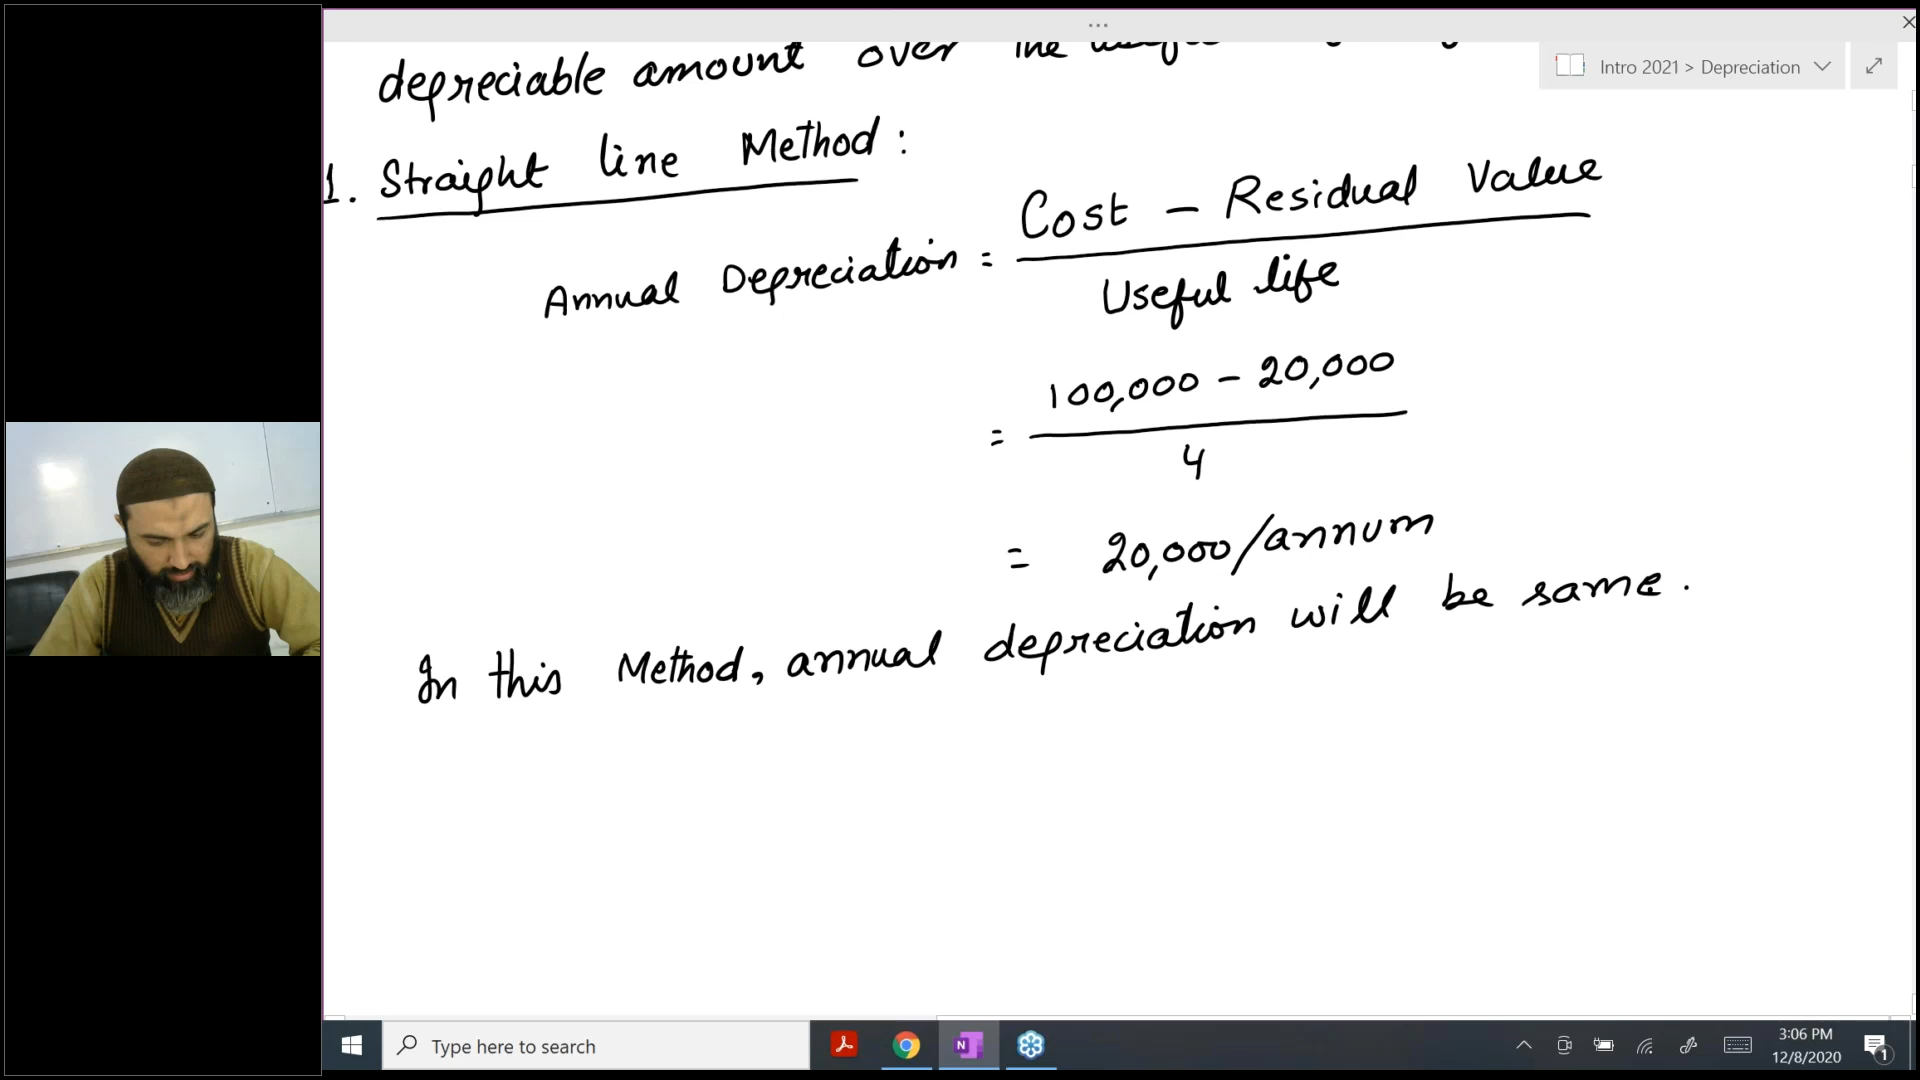 ...
depreciable amount over the
Intro 2021 > Depreciation
1. Straight line Method :
Annual Depreciation = Cost - Residual Value
Useful life
= 100,000 - 20,000
4
= 20,000/annum
In this Method, annual depreciation will be same.
Type here to search
N
3:06 PM
12/8/2020
1